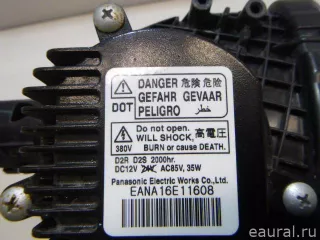 DANGER 危険 危险
GEFAHR GEVAAR
DOT PELIGRO خطر
Do not open. 高電圧
WILL SHOCK,
380V BURN or cause DEATH.
D2R D2S 2000hr.
DC12V 24V AC85V, 35W
Panasonic Electric Works Co., Ltd.
EANA16E11608
eaural.ru